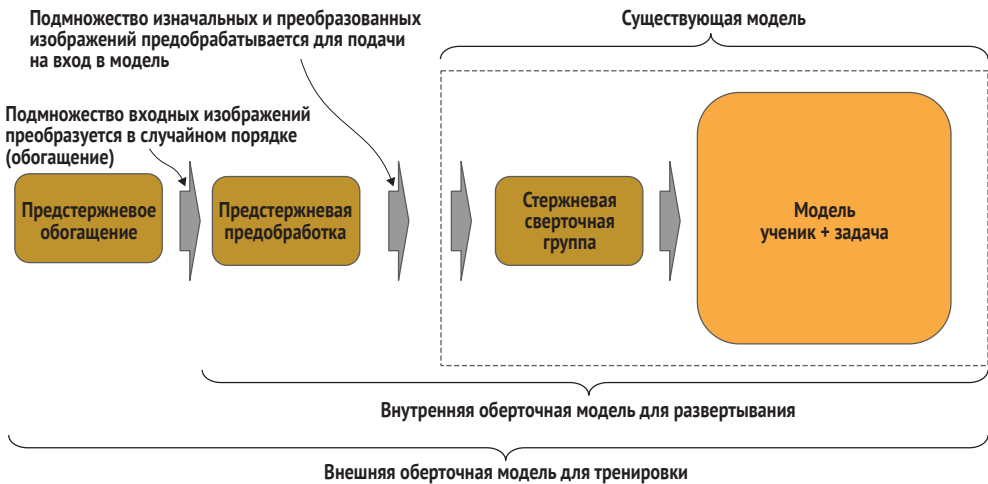 Подмножество изначальных и преобразованных
изображений предобрабатывается для подачи
на вход в модель
Существующая модель
Подмножество входных изображений
преобразуется в случайном порядке
(обогащение)
Предстержневое
обогащение
Предстержневая
предобработка
Стержневая
сверточная
группа
Модель
ученик + задача
Внутренняя оберточная модель для развертывания
Внешняя оберточная модель для тренировки